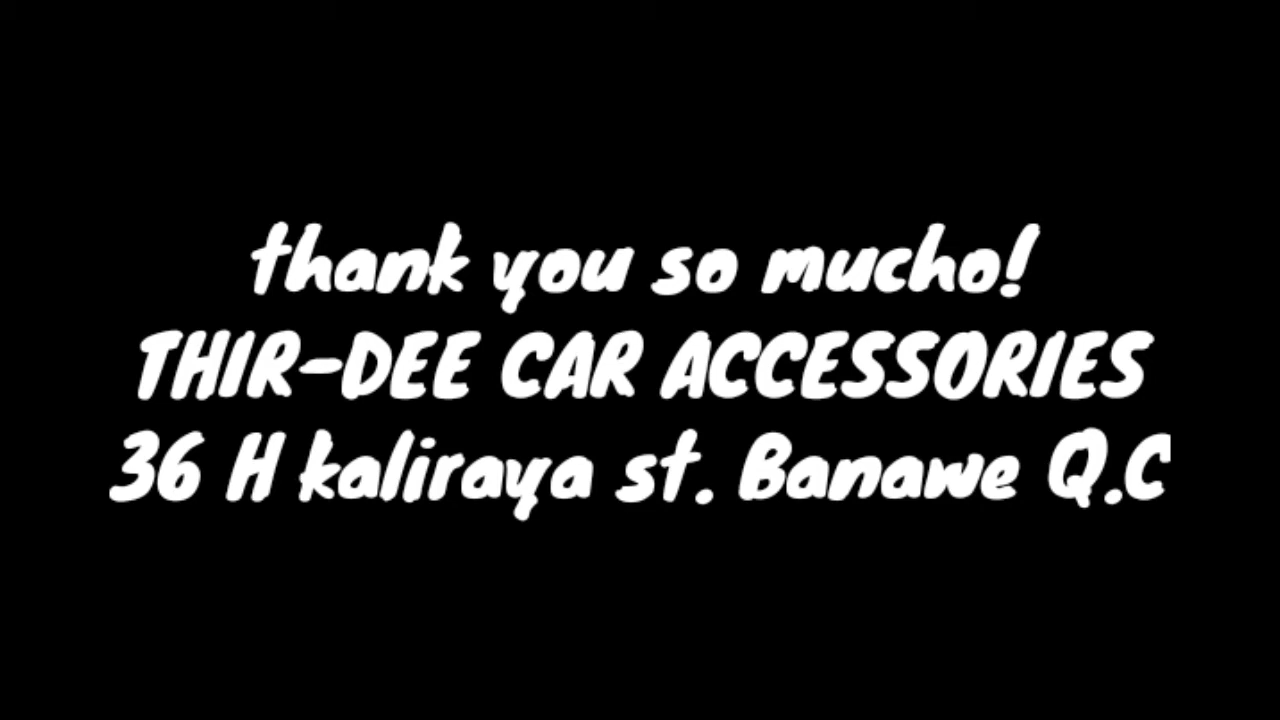 thank you so mucho!
THIR-DEE CAR ACCESSORIES
36 H kaliraya st. Banawe Q.C